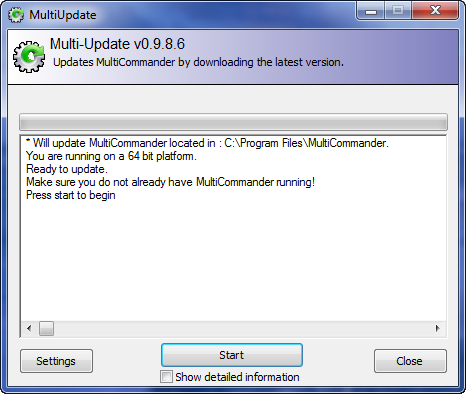 MultiUpdate
Multi-Update v0.9.8.6
Updates MultiCommander by downloading the latest version.
* Will update MultiCommander located in : C:\Program Files\MultiCommander.
You are running on a 64 bit platform.
Ready to update.
Make sure you do not already have MultiCommander running!
Press start to begin
Settings
Start
Close
Show detailed information